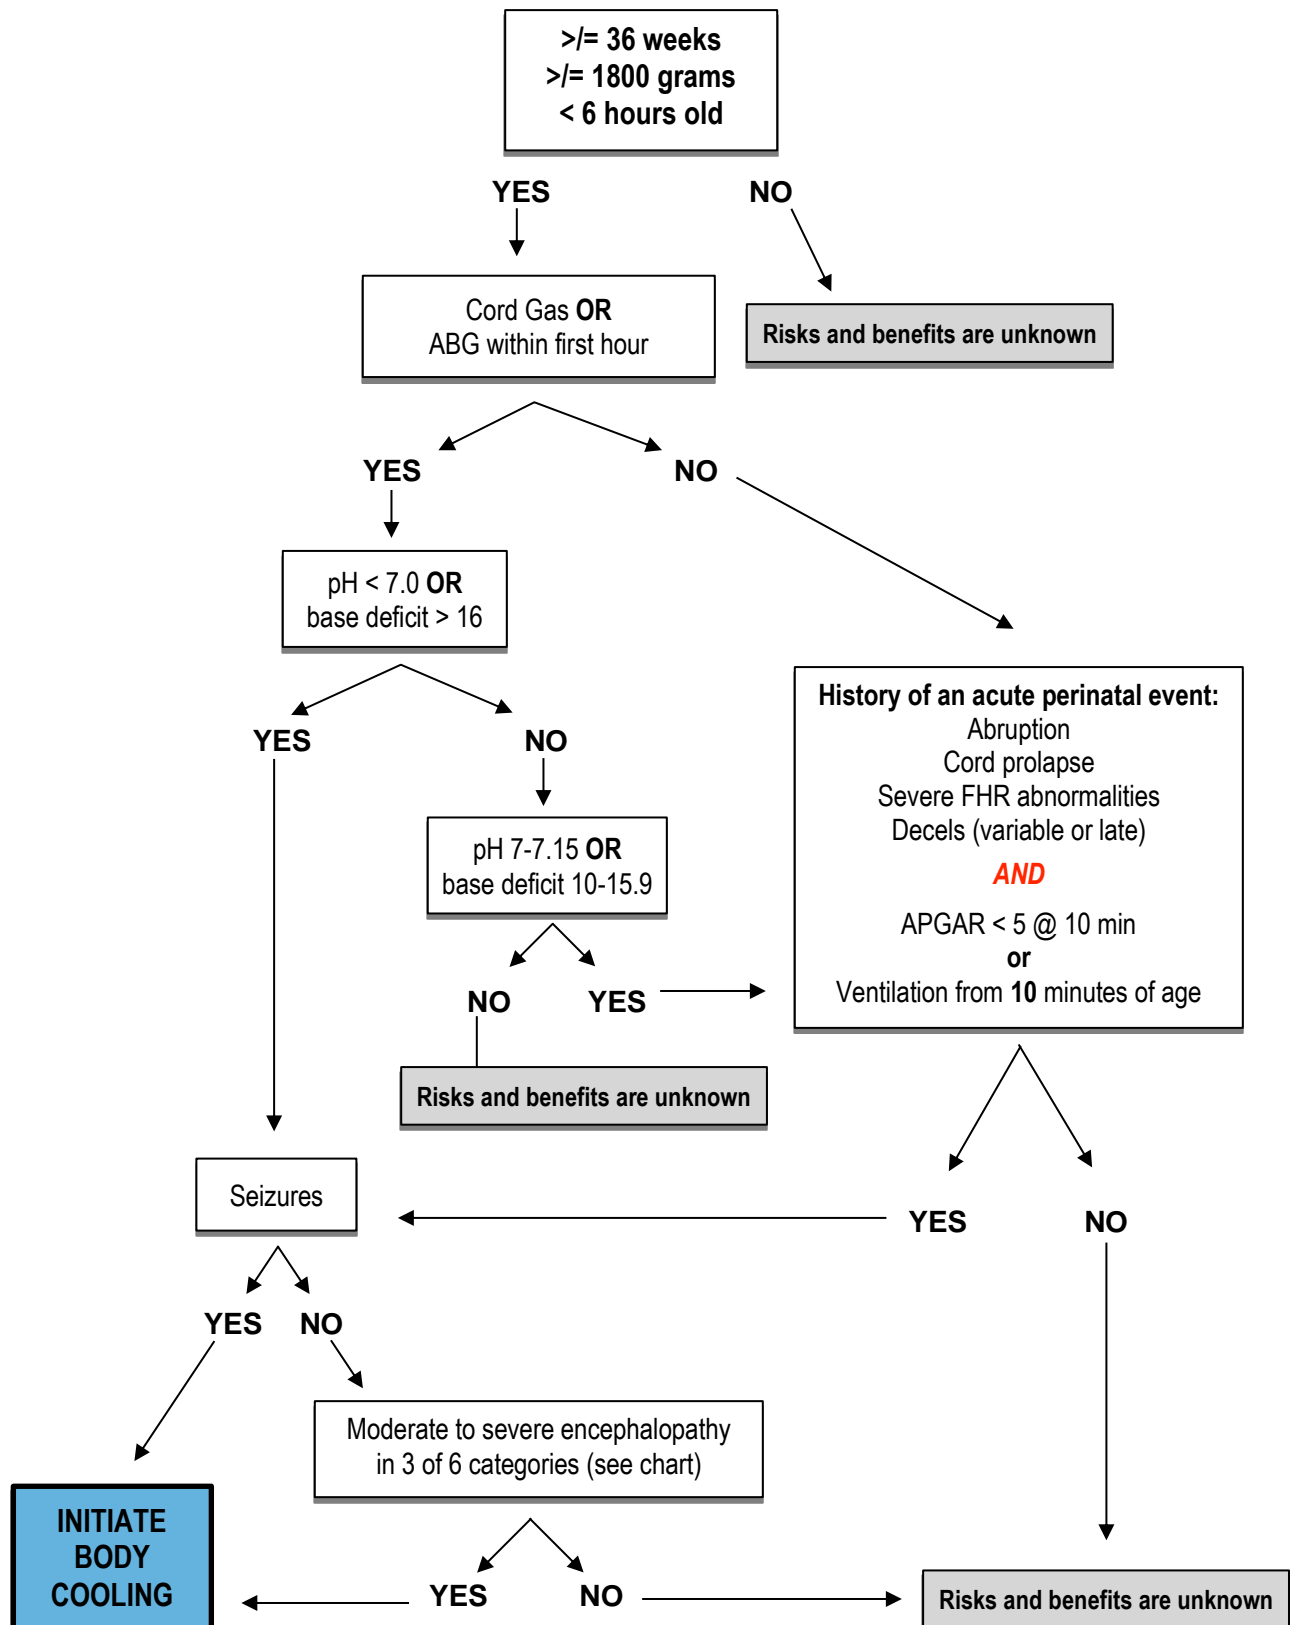 >/= 36 weeks
>/= 1800 grams
< 6 hours old
YES
NO
Cord Gas OR
ABG within first hour
Risks and benefits are unknown
YES
NO
pH < 7.0 OR
base deficit > 16
History of an acute perinatal event:
Abruption
Cord prolapse
Severe FHR abnormalities
Decels (variable or late)
AND
APGAR < 5 @ 10 min
or
Ventilation from 10 minutes of age
YES
NO
pH 7-7.15 OR
base deficit 10-15.9
NO
YES
Risks and benefits are unknown
Seizures
YES
NO
YES
NO
Moderate to severe encephalopathy
in 3 of 6 categories (see chart)
INITIATE
BODY
COOLING
YES
NO
Risks and benefits are unknown